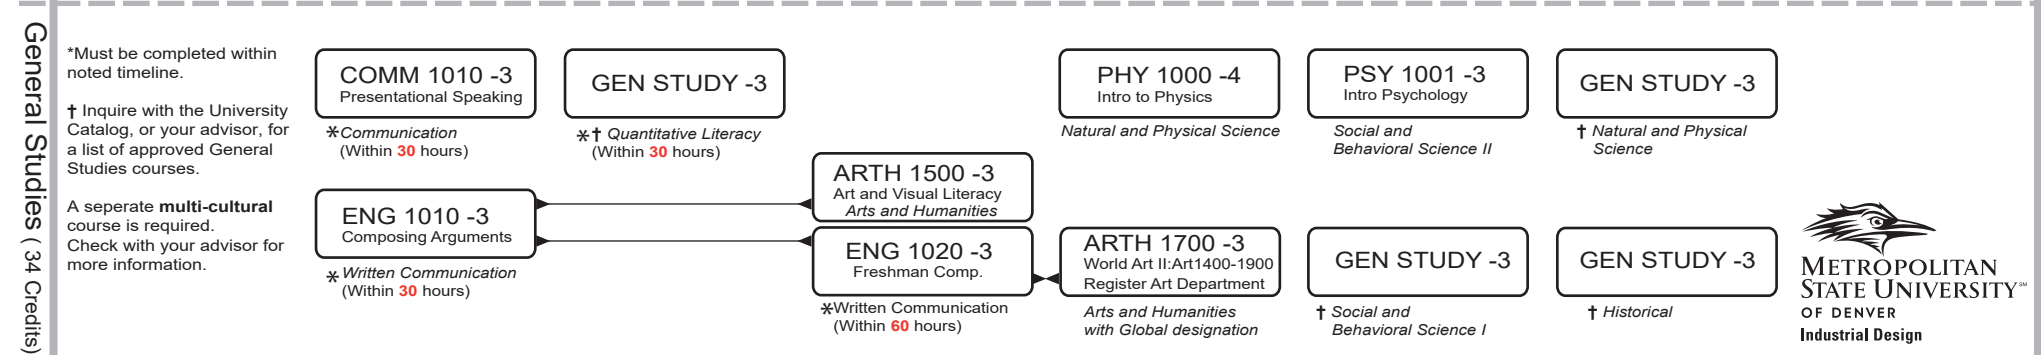 General Studies ( 34 Credits)
*Must be completed within
noted timeline.
† Inquire with the University
Catalog, or your advisor, for
a list of approved General
Studies courses.
A seperate multi-cultural
course is required.
Check with your advisor for
more information.
COMM 1010 -3
Presentational Speaking
*Communication
(Within 30 hours)
GEN STUDY -3
*† Quantitative Literacy
(Within 30 hours)
ENG 1010 -3
Composing Arguments
* Written Communication
(Within 30 hours)
ARTH 1500 -3
Art and Visual Literacy
Arts and Humanities
ENG 1020 -3
Freshman Comp.
*Written Communication
(Within 60 hours)
PHY 1000 -4
Intro to Physics
Natural and Physical Science
ARTH 1700 -3
World Art II:Art1400-1900
Register Art Department
Arts and Humanities
with Global designation
PSY 1001 -3
Intro Psychology
Social and
Behavioral Science II
GEN STUDY -3
† Social and
Behavioral Science I
GEN STUDY -3
† Natural and Physical
Science
GEN STUDY -3
† Historical
METROPOLITAN
STATE UNIVERSITY℠
OF DENVER
Industrial Design